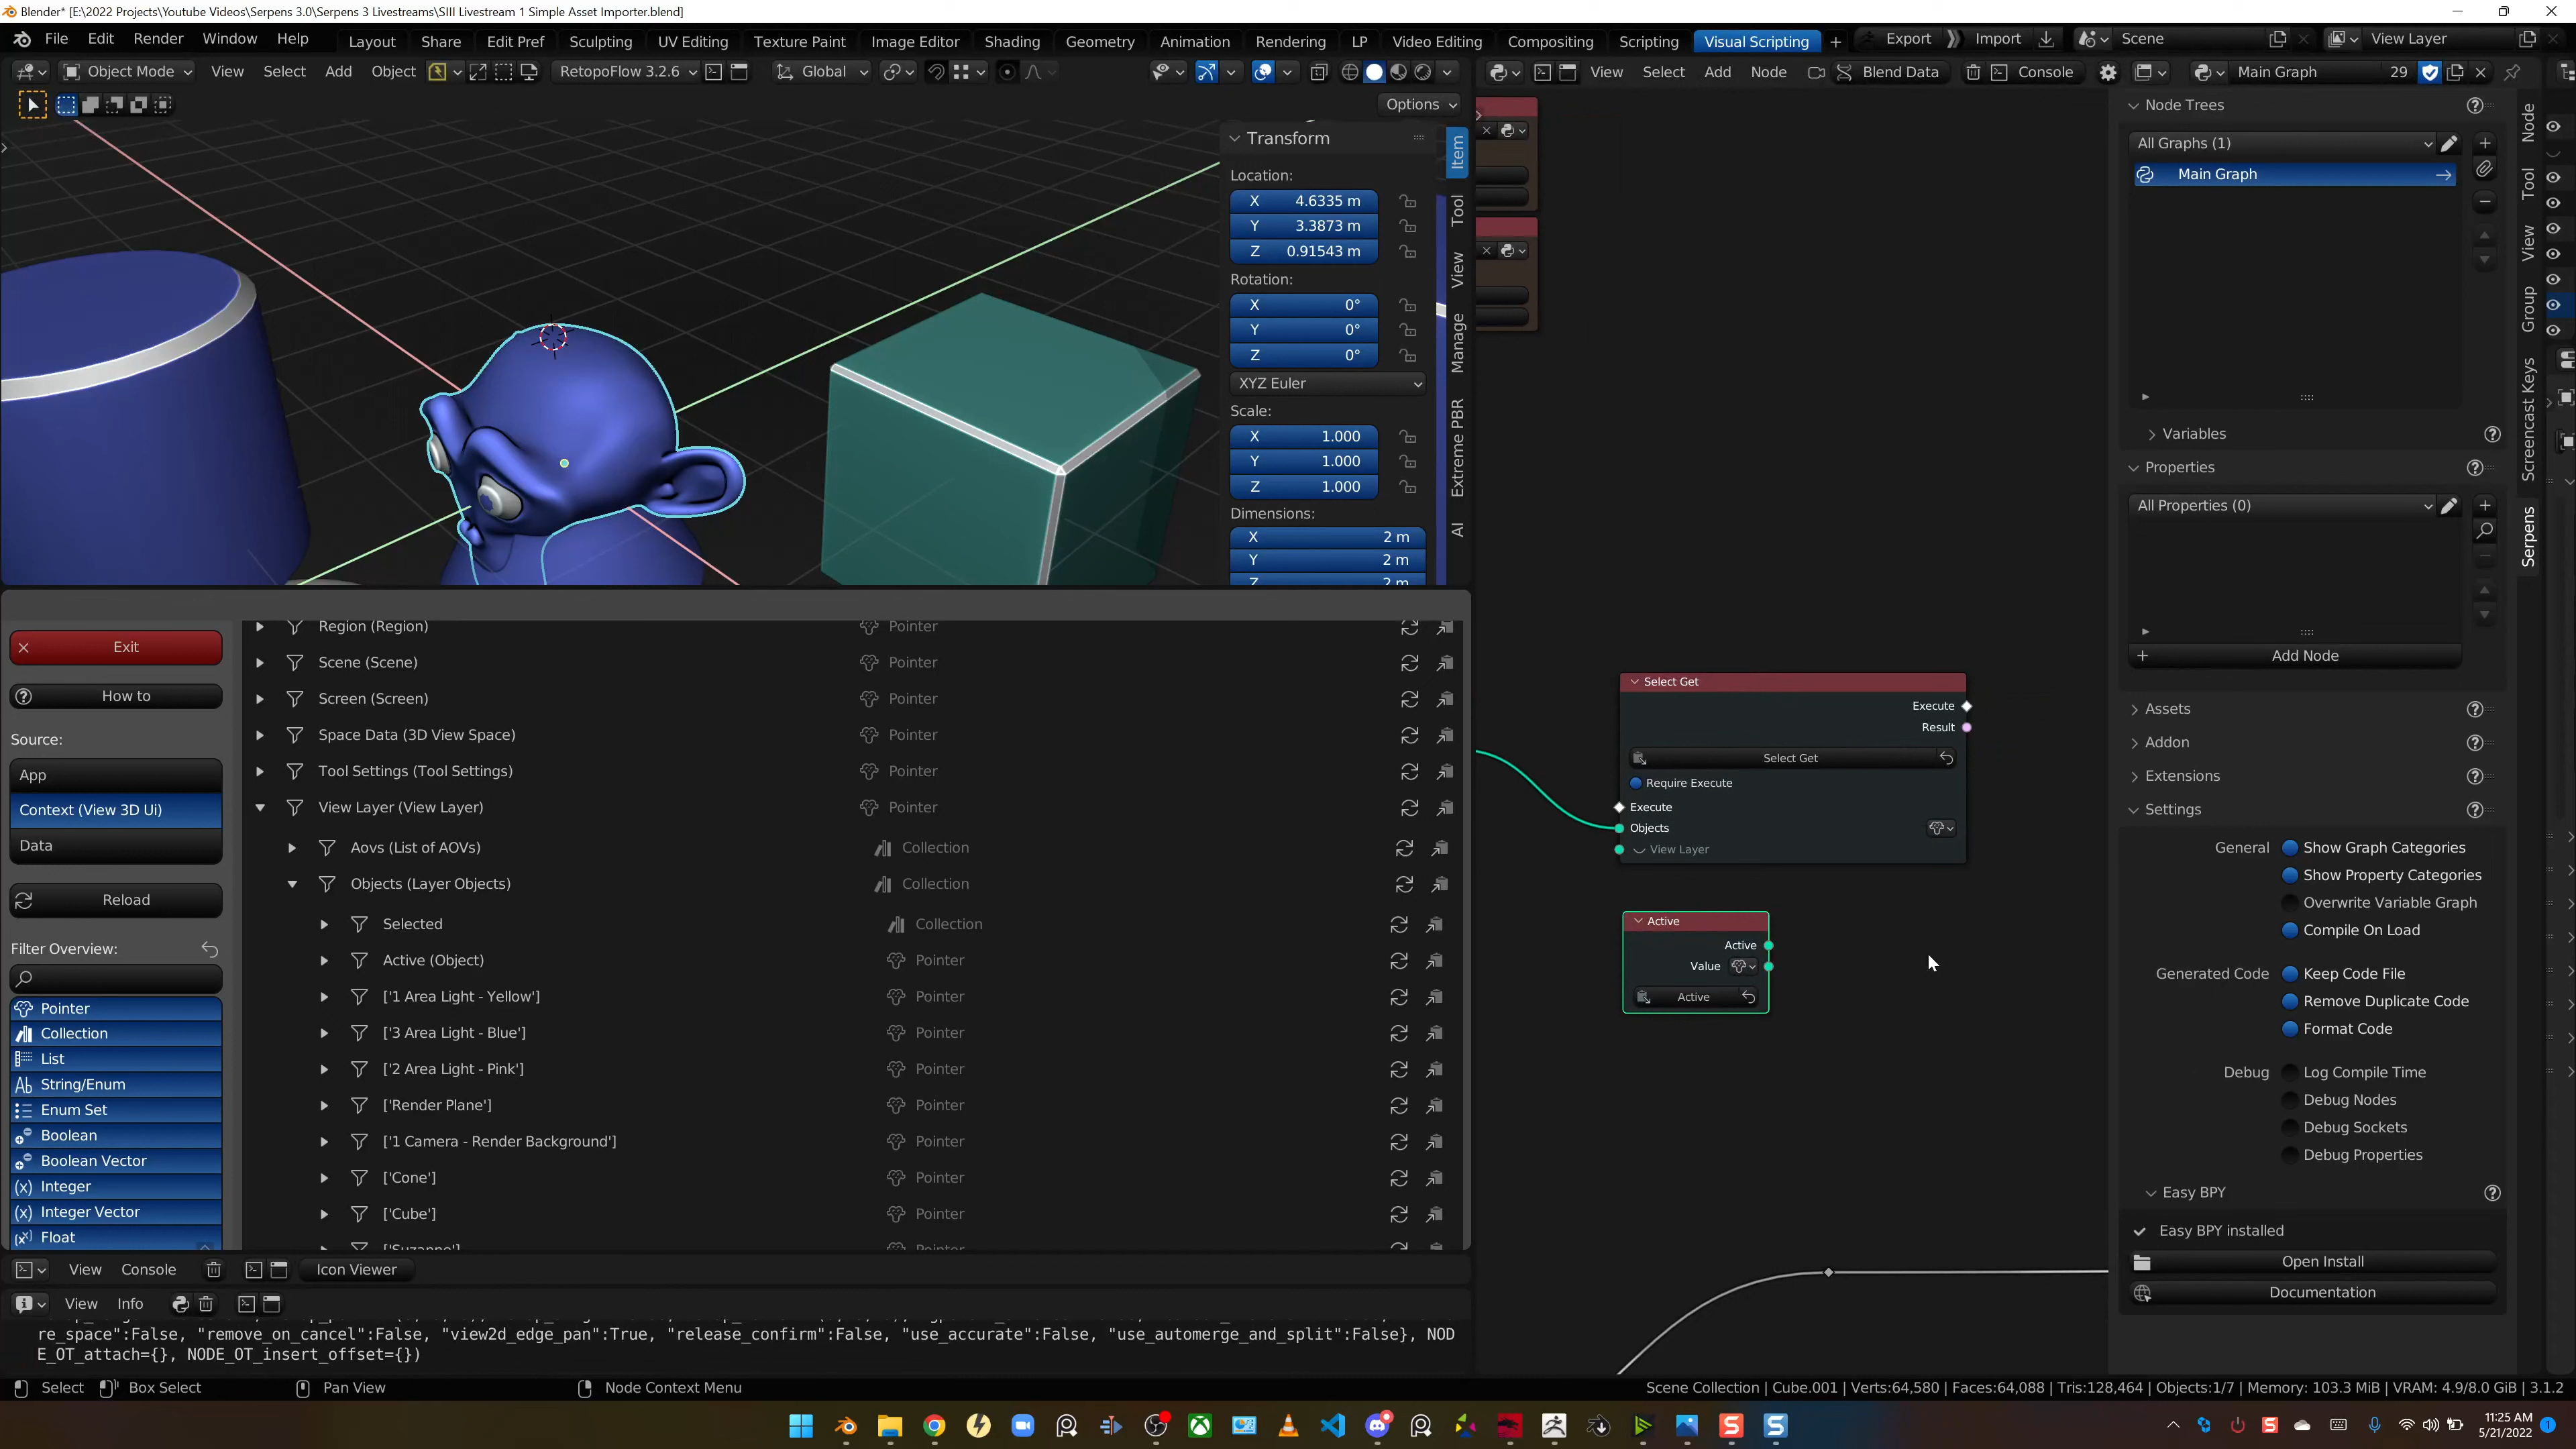 Blender* [E:\2022 Projects\Youtube Videos\Serpens 3.0\Serpens 3 Livestreams\SIII Livestream 1 Simple Asset Importer.blend]
File Edit Render Window Help Layout Share Edit Pref Sculpting UV Editing Texture Paint Image Editor Shading Geometry Animation Rendering LP Video Editing Compositing Scripting Visual Scripting + Export Import Scene View Layer
Object Mode View Select Add Object RetopoFlow 3.2.6 Global View Select Add Node Blend Data Console Main Graph 29
Options
Transform
Location:
X 4.6335 m
Y 3.3873 m
Z 0.91543 m
Rotation:
X 0°
Y 0°
Z 0°
XYZ Euler
Scale:
X 1.000
Y 1.000
Z 1.000
Dimensions:
X 2 m
Y 2 m
Z 2 m
Item
Tool
View
Manage
Extreme PBR
AI
Exit
How to
Source:
App
Context (View 3D Ui)
Data
Reload
Filter Overview:
Pointer
Collection
List
String/Enum
Enum Set
Boolean
Boolean Vector
Integer
Integer Vector
Float
Region (Region) Pointer
Scene (Scene) Pointer
Screen (Screen) Pointer
Space Data (3D View Space) Pointer
Tool Settings (Tool Settings) Pointer
View Layer (View Layer) Pointer
Aovs (List of AOVs) Collection
Objects (Layer Objects) Collection
Selected Collection
Active (Object) Pointer
['1 Area Light - Yellow'] Pointer
['3 Area Light - Blue'] Pointer
['2 Area Light - Pink'] Pointer
['Render Plane'] Pointer
['1 Camera - Render Background'] Pointer
['Cone'] Pointer
['Cube'] Pointer
['Suzanne'] Pointer
View Console Icon Viewer
View Info
re_space":False, "remove_on_cancel":False, "view2d_edge_pan":True, "release_confirm":False, "use_accurate":False, "use_automerge_and_split":False}, NOD
E_OT_attach={}, NODE_OT_insert_offset={})
Select Get
Execute
Result
Select Get
Require Execute
Execute
Objects
View Layer
Active
Active
Value
Active
Node Trees
All Graphs (1)
Main Graph
Variables
Properties
All Properties (0)
Add Node
Assets
Addon
Extensions
Settings
General Show Graph Categories
Show Property Categories
Overwrite Variable Graph
Compile On Load
Generated Code Keep Code File
Remove Duplicate Code
Format Code
Debug Log Compile Time
Debug Nodes
Debug Sockets
Debug Properties
Easy BPY
Easy BPY installed
Open Install
Documentation
Node
Tool
View
Group
Screencast Keys
Serpens
Select Box Select Pan View Node Context Menu Scene Collection | Cube.001 | Verts:64,580 | Faces:64,088 | Tris:128,464 | Objects:1/7 | Memory: 103.3 MiB | VRAM: 4.9/8.0 GiB | 3.1.2
11:25 AM
5/21/2022
1